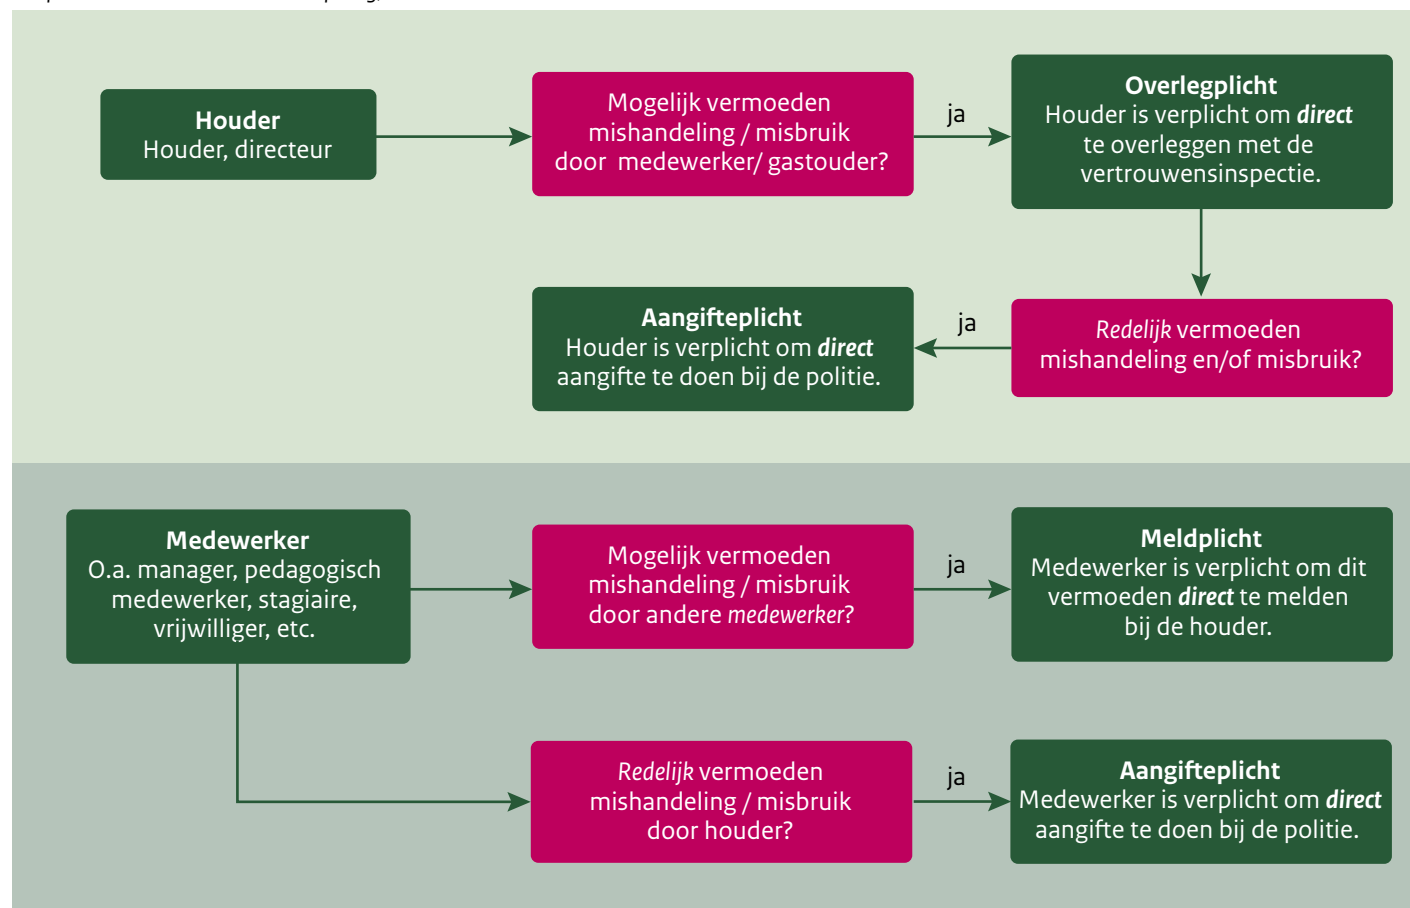 Houder
Houder, directeur
Mogelijk vermoeden
mishandeling / misbruik
door medewerker/ gastouder?
ja
Overlegplicht
Houder is verplicht om direct
te overleggen met de
vertrouwensinspectie.
Aangifteplicht
Houder is verplicht om direct
aangifte te doen bij de politie.
ja
Redelijk vermoeden
mishandeling en/of misbruik?
Medewerker
O.a. manager, pedagogisch
medewerker, stagiaire,
vrijwilliger, etc.
Mogelijk vermoeden
mishandeling / misbruik
door andere medewerker?
ja
Meldplicht
Medewerker is verplicht om dit
vermoeden direct te melden
bij de houder.
Redelijk vermoeden
mishandeling / misbruik
door houder?
ja
Aangifteplicht
Medewerker is verplicht om direct
aangifte te doen bij de politie.